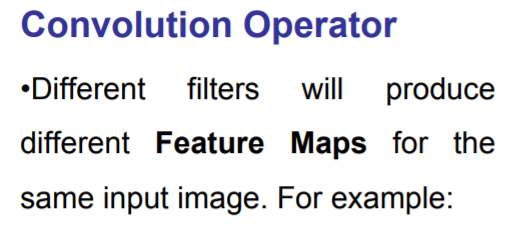 Convolution Operator
•Different filters will produce
different Feature Maps for the
same input image. For example: